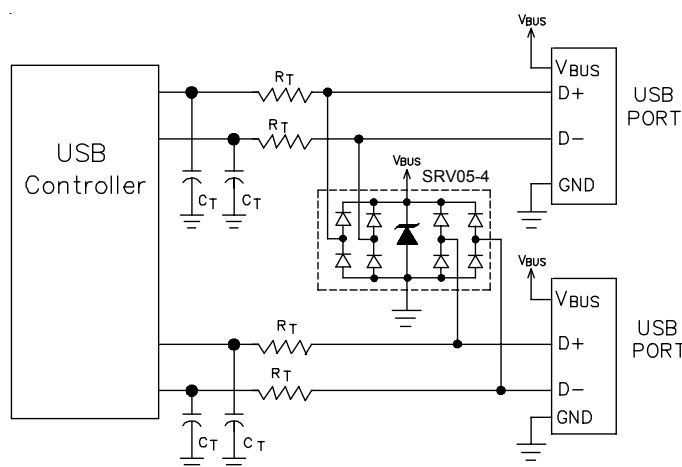 VBUS
VBUS
D+
D−
GND
USB
PORT
RT
RT
USB
Controller
CT
CT
VBUS
SRV05-4
VBUS
VBUS
D+
D−
GND
USB
PORT
RT
RT
CT
CT